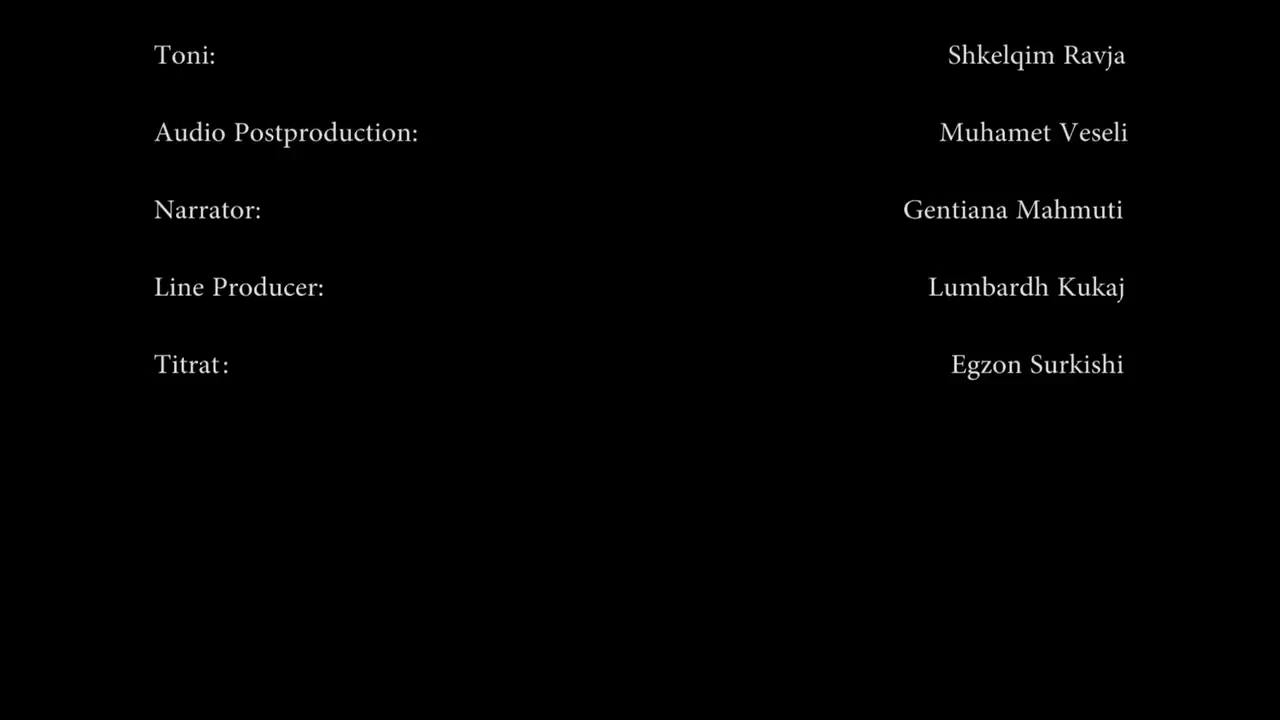 Toni: Shkelqim Ravja
Audio Postproduction: Muhamet Veseli
Narrator: Gentiana Mahmuti
Line Producer: Lumbardh Kukaj
Titrat: Egzon Surkishi